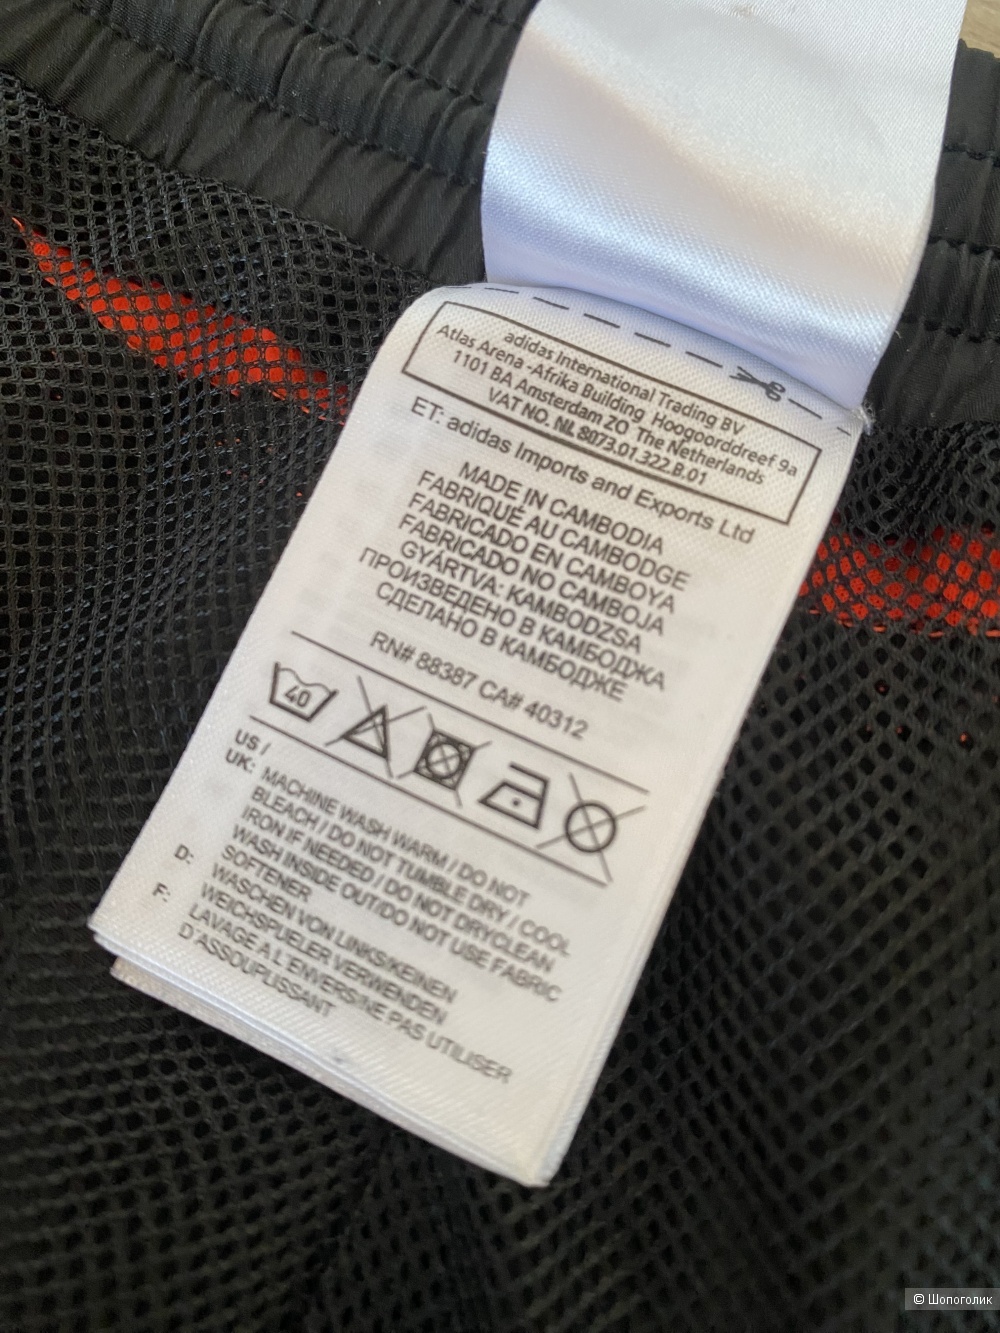 adidas International Trading BV
Atlas Arena -Afrika Building Hoogoorddreef 9a
1101 BA Amsterdam ZO The Netherlands
VAT NO. NL 8073.01.322.B.01
ET: adidas Imports and Exports Ltd
MADE IN CAMBODIA
FABRIQUÉ AU CAMBODGE
FABRICADO EN CAMBOYA
FABRICADO NO CAMBOJA
GYÁRTVA: KAMBODZSA
ПРОИЗВЕДЕНО В КАМБОДЖА
СДЕЛАНО В КАМБОДЖЕ
RN# 88387 CA# 40312
40
US /
UK: MACHINE WASH WARM / DO NOT
BLEACH / DO NOT TUMBLE DRY / COOL
IRON IF NEEDED / DO NOT DRYCLEAN
WASH INSIDE OUT/DO NOT USE FABRIC
SOFTENER
D: WASCHEN VON LINKS/KEINEN
WEICHSPUELER VERWENDEN
F: LAVAGE A L'ENVERS/NE PAS UTILISER
D'ASSOUPLISSANT
© Шопоголик